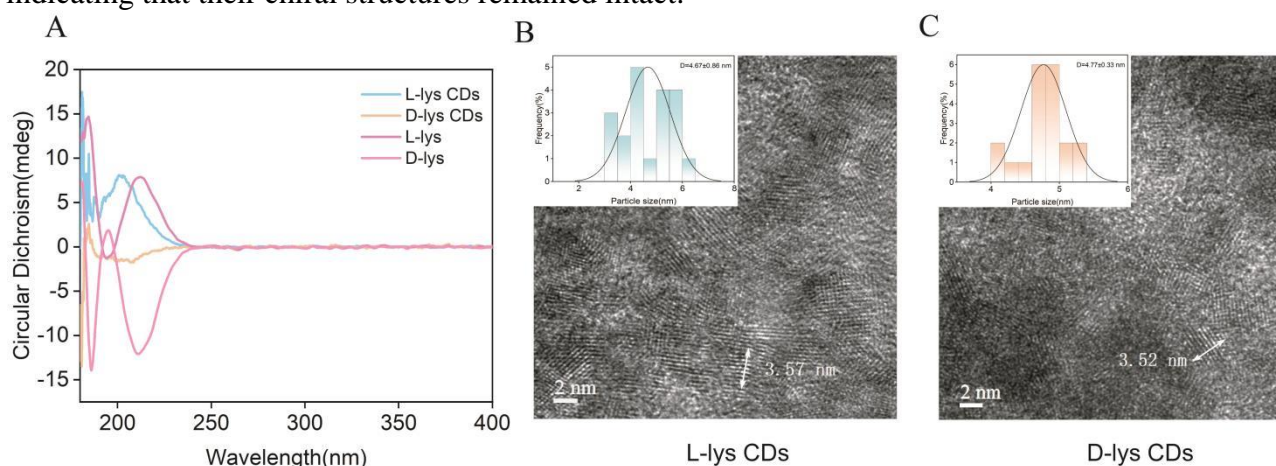 indicating that their chiral structures remained intact.
A
B
C
20
15
10
5
0
-5
-10
-15
200
250
300
350
400
Circular Dichroism(mdeg)
Wavelength(nm)
L-lys CDs
D-lys CDs
L-lys
D-lys
D=4.67±0.86 nm
5
4
3
2
1
0
2
4
6
8
Frequency(%)
Particle size(nm)
3.57 nm
2 nm
L-lys CDs
D=4.77±0.33 nm
6
5
4
3
2
1
0
4
5
6
Frequency(%)
Particle size(nm)
3.52 nm
2 nm
D-lys CDs